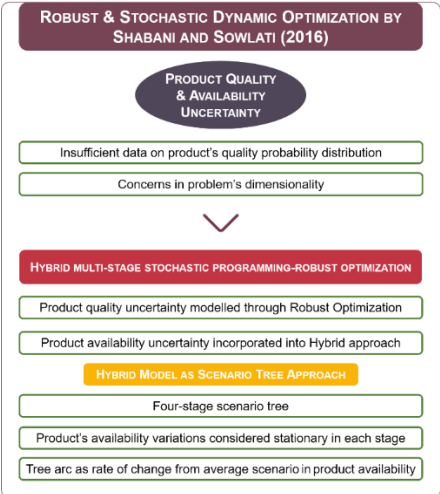 ROBUST & STOCHASTIC DYNAMIC OPTIMIZATION BY
SHABANI AND SOWLATI (2016)
PRODUCT QUALITY
& AVAILABILITY
UNCERTAINTY
Insufficient data on product's quality probability distribution
Concerns in problem's dimensionality
HYBRID MULTI-STAGE STOCHASTIC PROGRAMMING-ROBUST OPTIMIZATION
Product quality uncertainty modelled through Robust Optimization
Product availability uncertainty incorporated into Hybrid approach
HYBRID MODEL AS SCENARIO TREE APPROACH
Four-stage scenario tree
Product's availability variations considered stationary in each stage
Tree arc as rate of change from average scenario in product availability